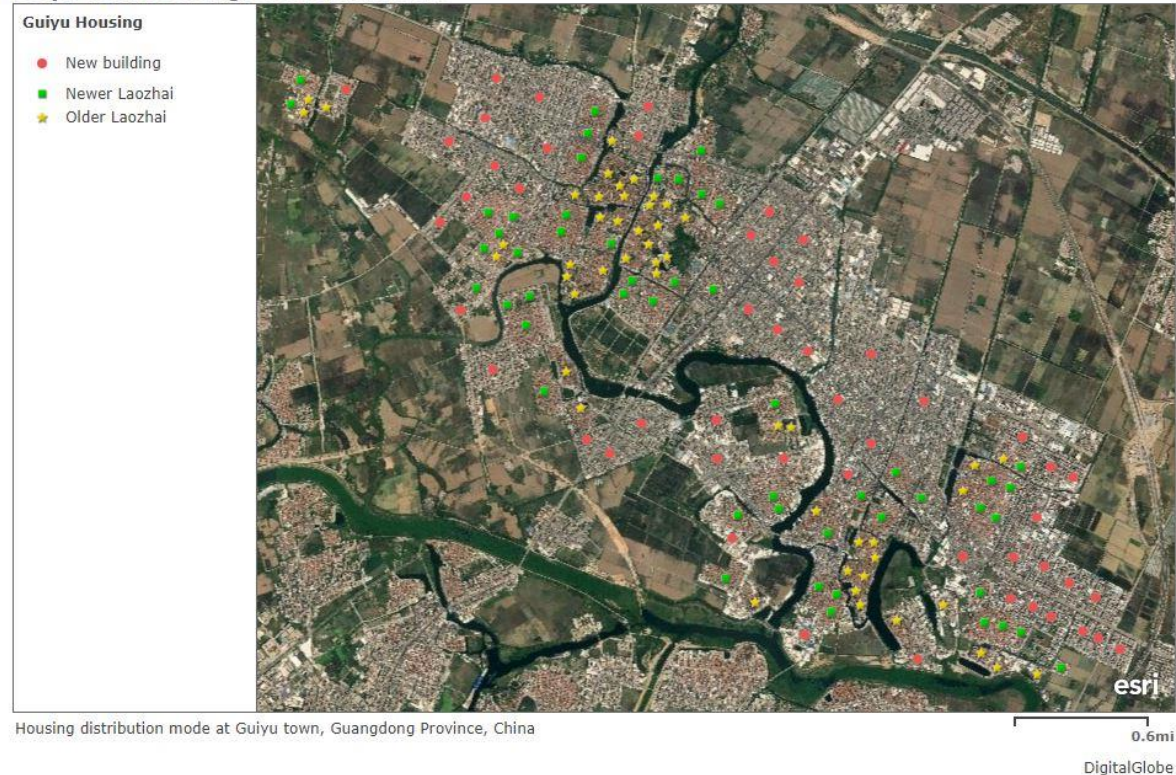 Guiyu Housing
New building
Newer Laozhai
Older Laozhai
esri
Housing distribution mode at Guiyu town, Guangdong Province, China
0.6mi
DigitalGlobe